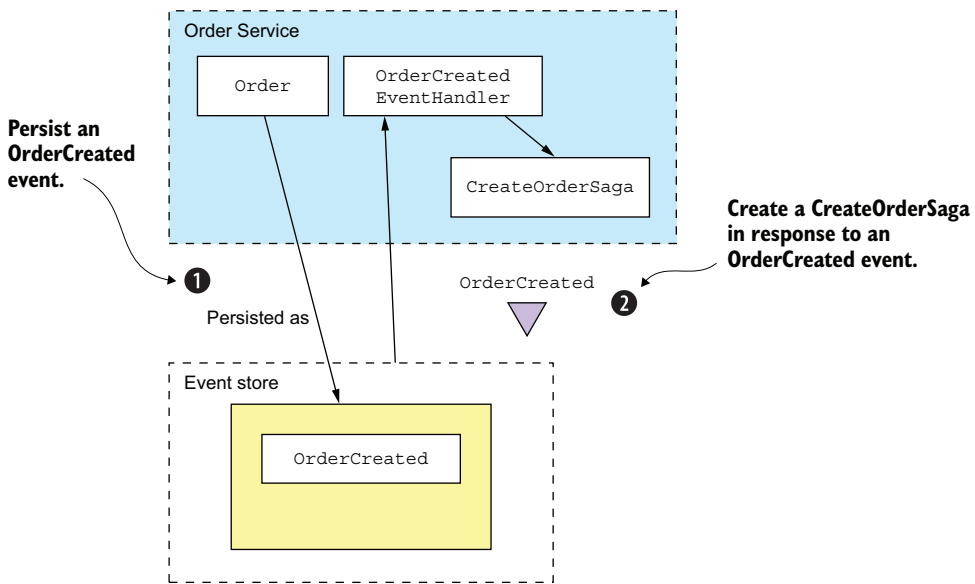 Order Service
Order
OrderCreated
EventHandler
CreateOrderSaga
Persist an
OrderCreated
event.
Create a CreateOrderSaga
in response to an
OrderCreated event.
1
OrderCreated
2
Persisted as
Event store
OrderCreated